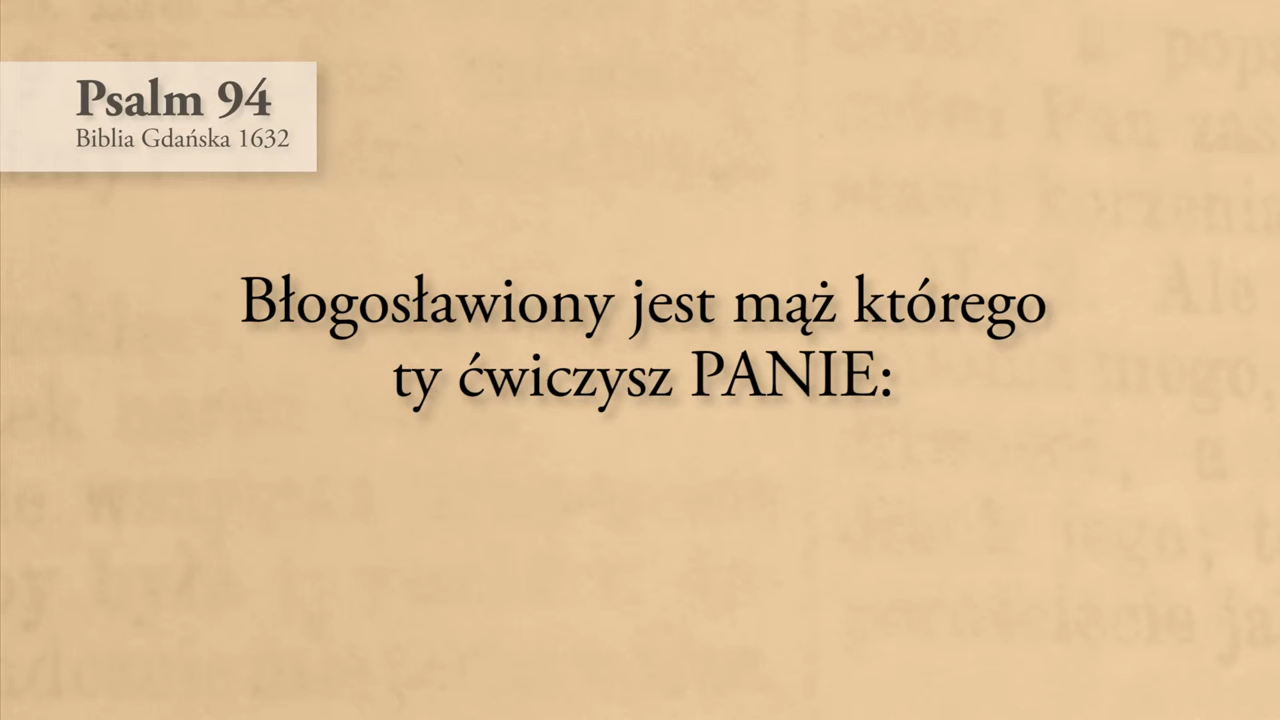 Psalm 94
Biblia Gdańska 1632
Błogosławiony jest mąż którego
ty ćwiczysz PANIE: